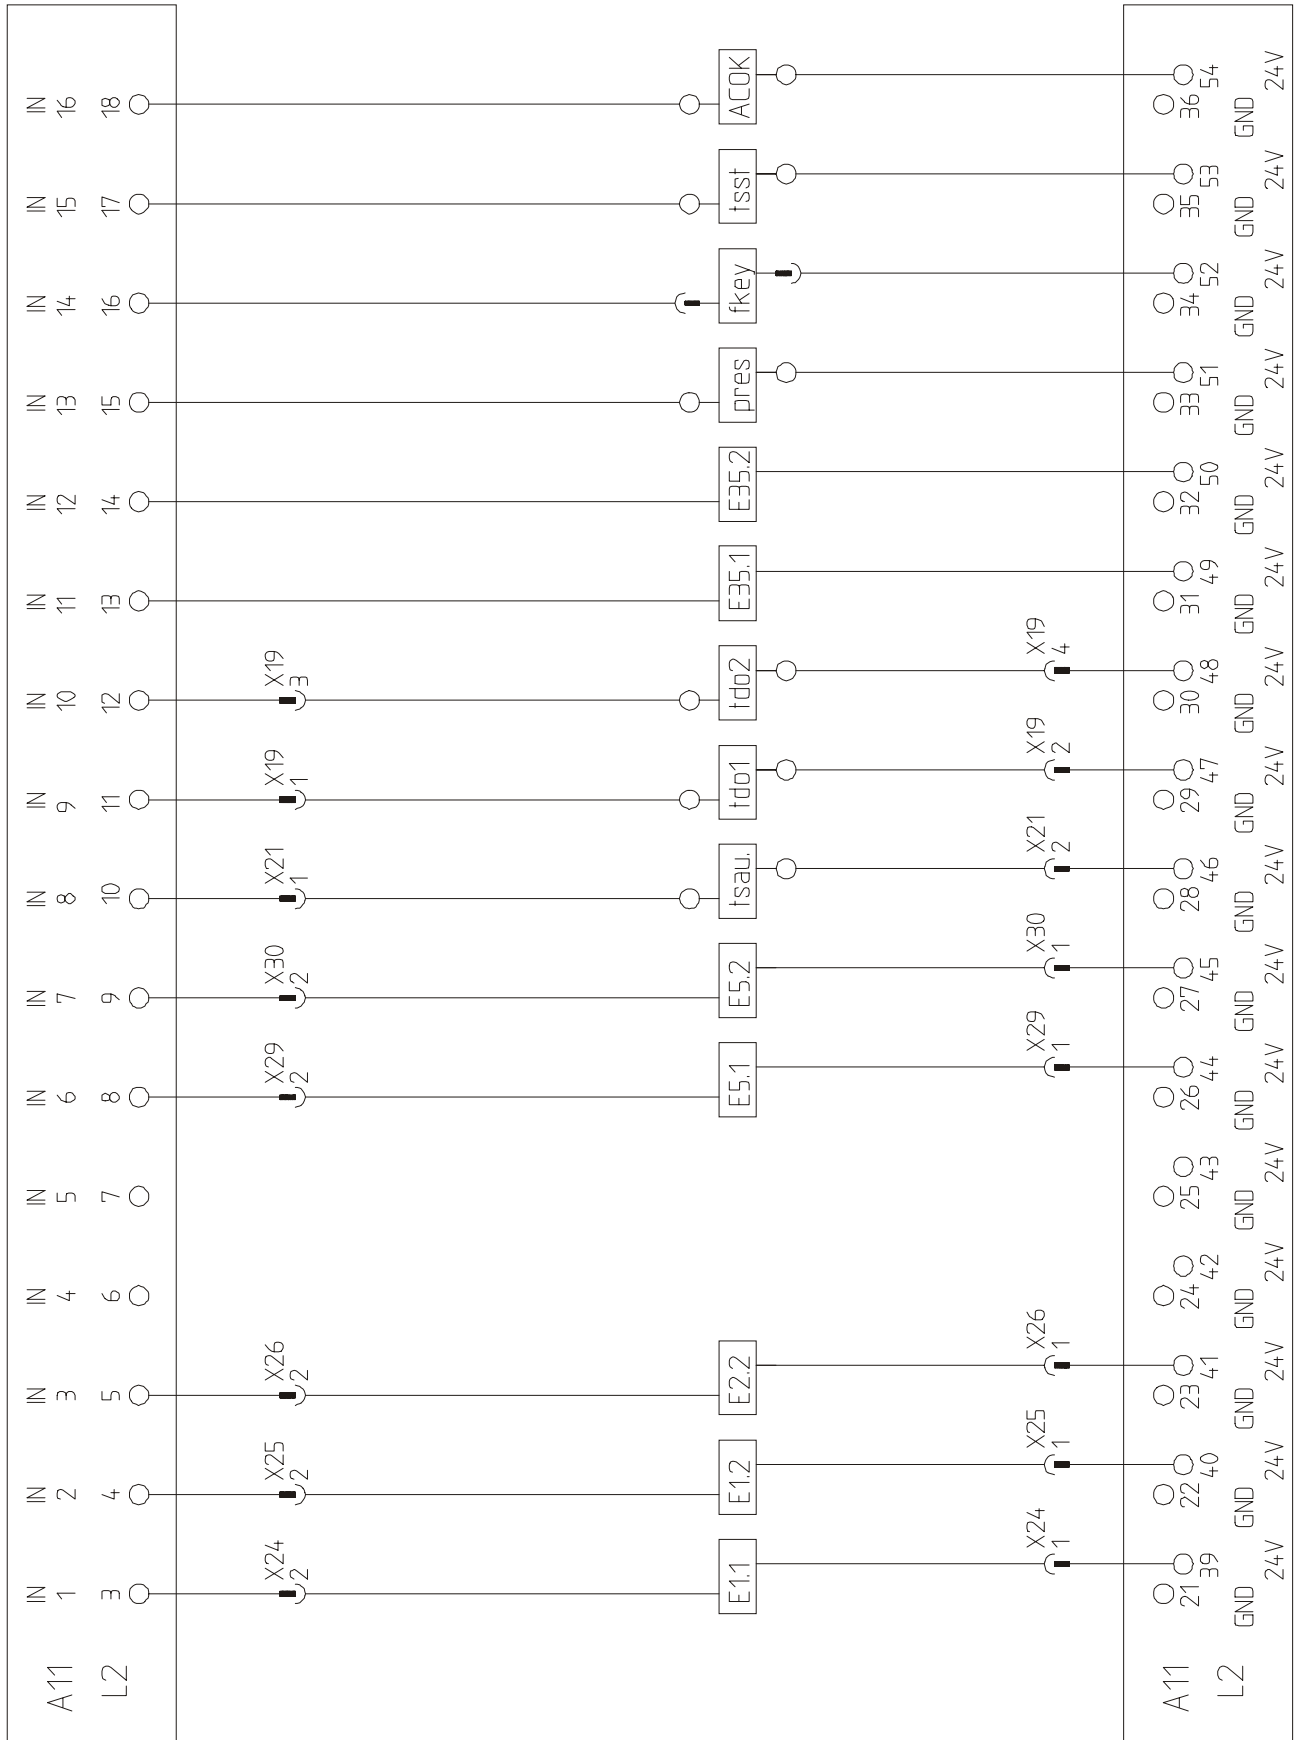 A11
L2
IN 1 3
IN 2 4
IN 3 5
IN 4 6
IN 5 7
IN 6 8
IN 7 9
IN 8 10
IN 9 11
IN 10 12
IN 11 13
IN 12 14
IN 13 15
IN 14 16
IN 15 17
IN 16 18
X24 2
X25 2
X26 2
X29 2
X30 2
X21 1
X19 1
X19 3
E1.1
E1.2
E2.2
E5.1
E5.2
tsau.
tdo1
tdo2
E35.1
E35.2
pres
fkey
tsst
ACOK
X24 1
X25 1
X26 1
X29 1
X30 1
X21 2
X19 2
X19 4
A11
L2
21 39 GND 24V
22 40 GND 24V
23 41 GND 24V
24 42 GND 24V
25 43 GND 24V
26 44 GND 24V
27 45 GND 24V
28 46 GND 24V
29 47 GND 24V
30 48 GND 24V
31 49 GND 24V
32 50 GND 24V
33 51 GND 24V
34 52 GND 24V
35 53 GND 24V
36 54 GND 24V